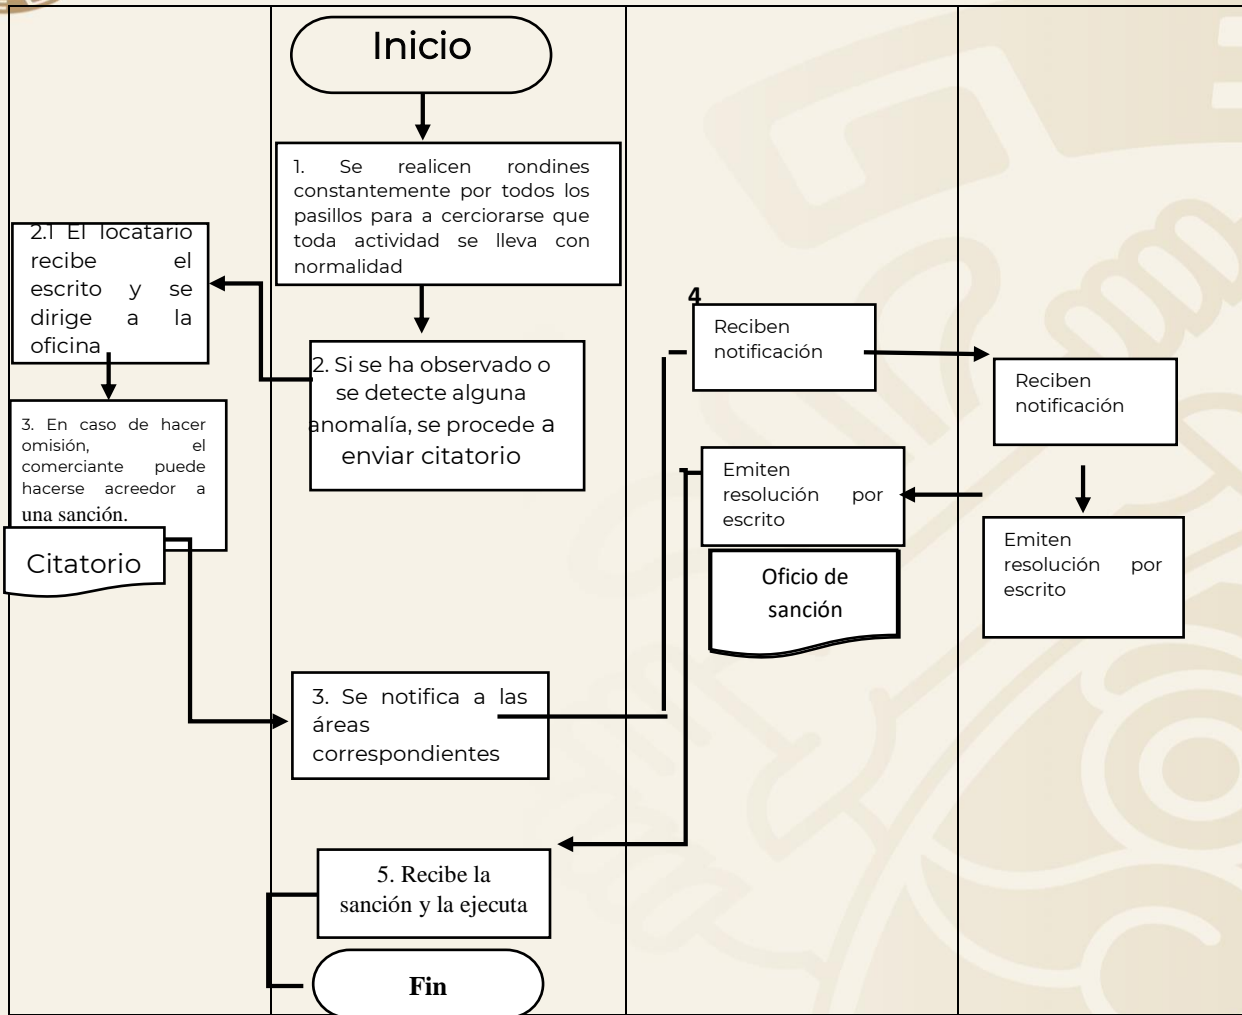 Inicio
1. Se realicen rondines
constantemente por todos los
pasillos para a cerciorarse que
toda actividad se lleva con
normalidad
2.1 El locatario
recibe el
escrito y se
dirige a la
oficina
2. Si se ha observado o
se detecte alguna
anomalía, se procede a
enviar citatorio
3. En caso de hacer
omisión, el
comerciante puede
hacerse acreedor a
una sanción.
Citatorio
3. Se notifica a las
áreas
correspondientes
4
Reciben
notificación
Reciben
notificación
Emiten
resolución por
escrito
Emiten
resolución por
escrito
Oficio de
sanción
5. Recibe la
sanción y la ejecuta
Fin